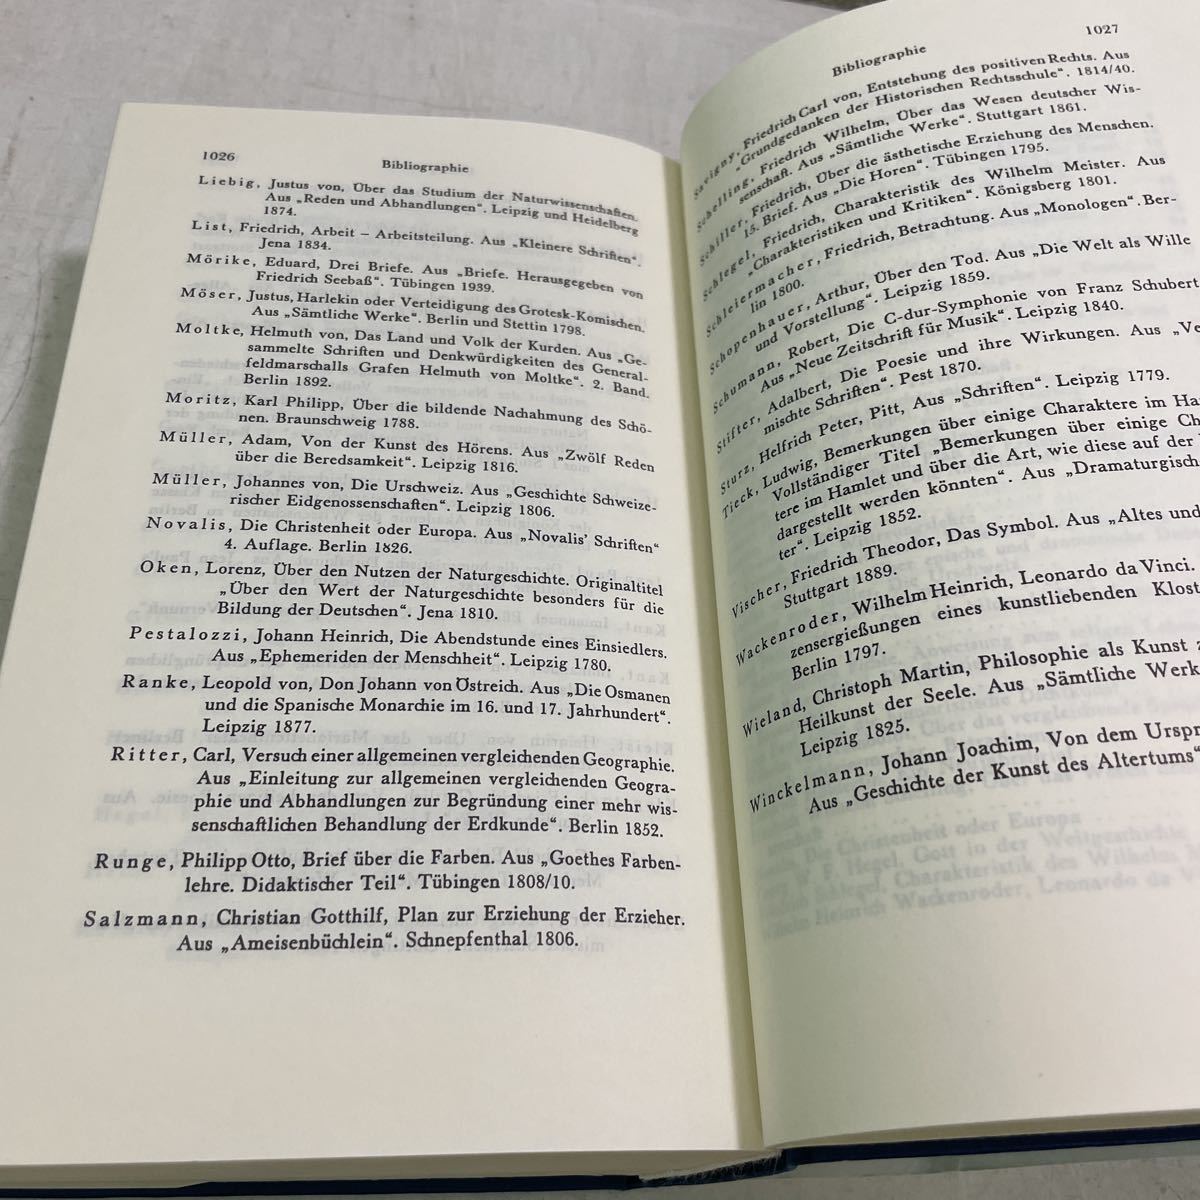 1026
Bibliographie
Liebig, Justus von, Über das Studium der Naturwissenschaften.
Aus „Reden und Abhandlungen“. Leipzig und Heidelberg
1874.
List, Friedrich, Arbeit – Arbeitsteilung. Aus „Kleinere Schriften“.
Jena 1834.
Mörike, Eduard, Drei Briefe. Aus „Briefe. Herausgegeben von
Friedrich Seebaß“. Tübingen 1939.
Möser, Justus, Harlekin oder Verteidigung des Grotesk-Komischen.
Aus „Sämtliche Werke“. Berlin und Stettin 1798.
Moltke, Helmuth von, Das Land und Volk der Kurden. Aus „Ge-
sammelte Schriften und Denkwürdigkeiten des General-
feldmarschalls Grafen Helmuth von Moltke“. 2. Band.
Berlin 1892.
Moritz, Karl Philipp, Über die bildende Nachahmung des Schö-
nen. Braunschweig 1788.
Müller, Adam, Von der Kunst des Hörens. Aus „Zwölf Reden
über die Beredsamkeit“. Leipzig 1816.
Müller, Johannes von, Die Urschweiz. Aus „Geschichte Schweize-
rischer Eidgenossenschaften“. Leipzig 1806.
Novalis, Die Christenheit oder Europa. Aus „Novalis’ Schriften“
4. Auflage. Berlin 1826.
Oken, Lorenz, Über den Nutzen der Naturgeschichte. Originaltitel
„Über den Wert der Naturgeschichte besonders für die
Bildung der Deutschen“. Jena 1810.
Pestalozzi, Johann Heinrich, Die Abendstunde eines Einsiedlers.
Aus „Ephemeriden der Menschheit“. Leipzig 1780.
Ranke, Leopold von, Don Johann von Östreich. Aus „Die Osmanen
und die Spanische Monarchie im 16. und 17. Jahrhundert“.
Leipzig 1877.
Ritter, Carl, Versuch einer allgemeinen vergleichenden Geographie.
Aus „Einleitung zur allgemeinen vergleichenden Geogra-
phie und Abhandlungen zur Begründung einer mehr wis-
senschaftlichen Behandlung der Erdkunde“. Berlin 1852.
Runge, Philipp Otto, Brief über die Farben. Aus „Goethes Farben-
lehre. Didaktischer Teil“. Tübingen 1808/10.
Salzmann, Christian Gotthilf, Plan zur Erziehung der Erzieher.
Aus „Ameisenbüchlein“. Schnepfenthal 1806.
1027
Bibliographie
Savigny, Friedrich Carl von, Entstehung des positiven Rechts. Aus
„Grundgedanken der Historischen Rechtsschule“. 1814/40.
Schelling, Friedrich Wilhelm, Über das Wesen deutscher Wis-
senschaft. Aus „Sämtliche Werke“. Stuttgart 1861.
Schiller, Friedrich, Über die ästhetische Erziehung des Menschen.
15. Brief. Aus „Die Horen“. Tübingen 1795.
Schlegel, Friedrich, Charakteristik des Wilhelm Meister. Aus
„Charakteristiken und Kritiken“. Königsberg 1801.
Schleiermacher, Friedrich, Betrachtung. Aus „Monologen“. Ber-
lin 1800.
Schopenhauer, Arthur, Über den Tod. Aus „Die Welt als Wille
und Vorstellung“. Leipzig 1859.
Schumann, Robert, Die C-dur-Symphonie von Franz Schubert
Aus „Neue Zeitschrift für Musik“. Leipzig 1840.
Stifter, Adalbert, Die Poesie und ihre Wirkungen. Aus „Ve
mischte Schriften“. Pest 1870.
Sturz, Helfrich Peter, Pitt, Aus „Schriften“. Leipzig 1779.
Tieck, Ludwig, Bemerkungen über einige Charaktere im Ha
Vollständiger Titel „Bemerkungen über einige Ch
tere im Hamlet und über die Art, wie diese auf der
dargestellt werden könnten“. Aus „Dramaturgisch
ter“. Leipzig 1852.
Vischer, Friedrich Theodor, Das Symbol. Aus „Altes und
Stuttgart 1889.
Wackenroder, Wilhelm Heinrich, Leonardo da Vinci.
zensergießungen eines kunstliebenden Klost
Berlin 1797.
Wieland, Christoph Martin, Philosophie als Kunst z
Heilkunst der Seele. Aus „Sämtliche Werk
Leipzig 1825.
Winckelmann, Johann Joachim, Von dem Urspr
Aus „Geschichte der Kunst des Altertums“